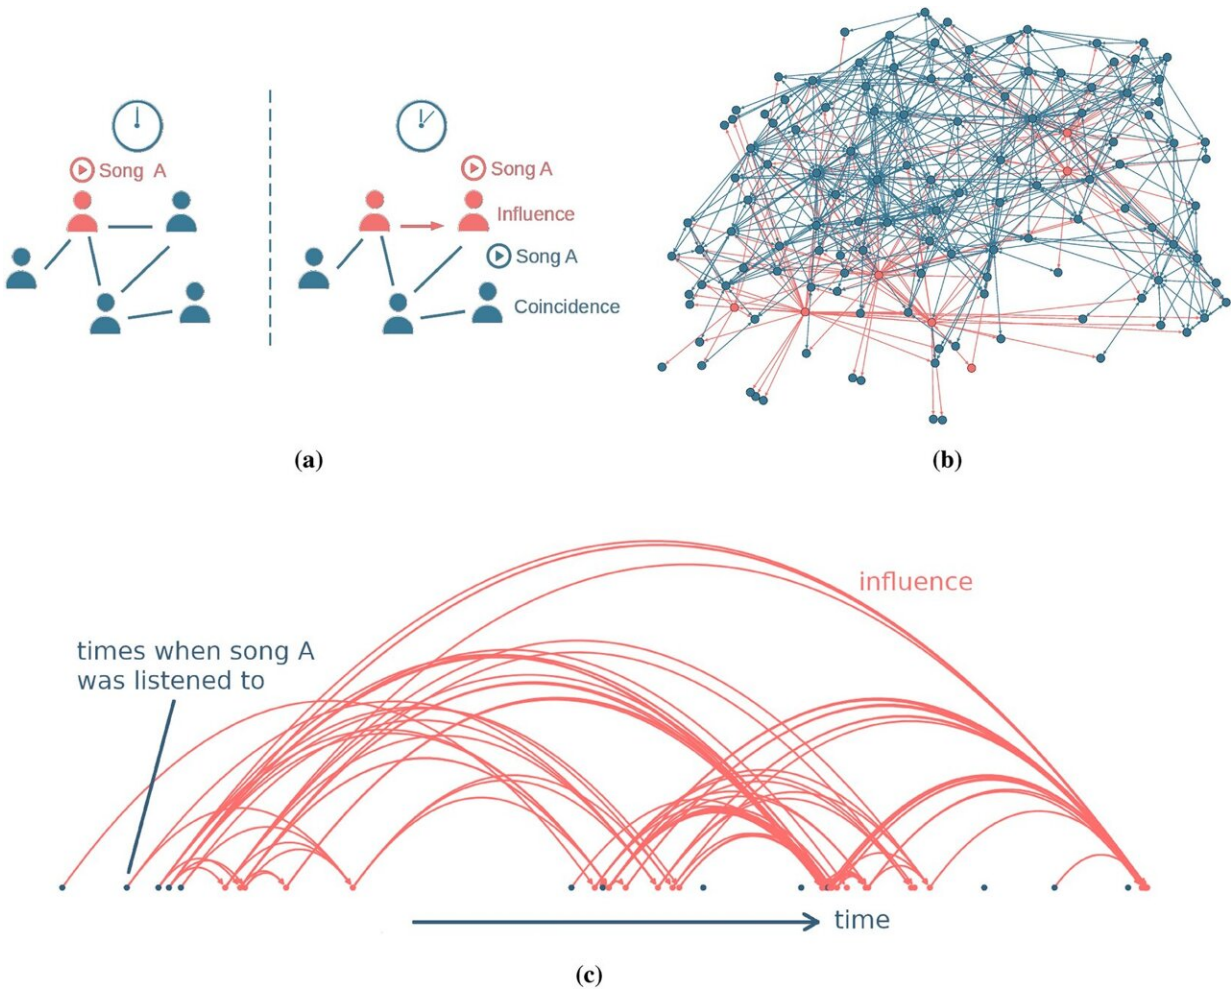 Song A
Song A
Influence
Song A
Coincidence
(a)
(b)
influence
times when song A
was listened to
time
(c)